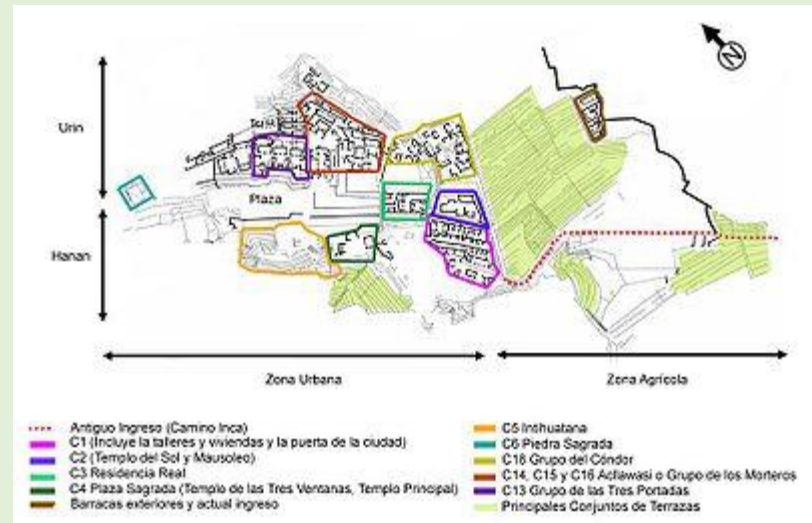 N
Urin
Plaza
Hanan
Zona Urbana
Zona Agrícola
Antiguo Ingreso (Camino Inca)
C1 (Incluye la talleres y viviendas y la puerta de la ciudad)
C2 (Templo del Sol y Mausoleo)
C3 Residencia Real
C4 Plaza Sagrada (Templo de las Tres Ventanas, Templo Principal)
Barracas exteriores y actual ingreso
C5 Intihuatana
C6 Piedra Sagrada
C18 Grupo del Cóndor
C14, C15 y C16 Acllawasi o Grupo de los Morteros
C13 Grupo de las Tres Portadas
Principales Conjuntos de Terrazas